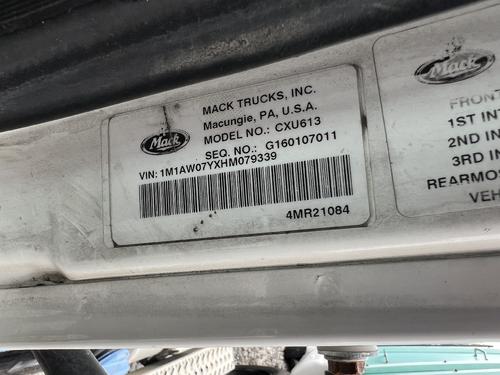 MACK TRUCKS, INC.
Macungie, PA, U.S.A.
MODEL NO.: CXU613
SEQ. NO.: G160107011
Mack
VIN: 1M1AW07YXHM079339
4MR21084
Mack
FRONT
1ST INT
2ND IN
3RD IN
REARMOS
VEH